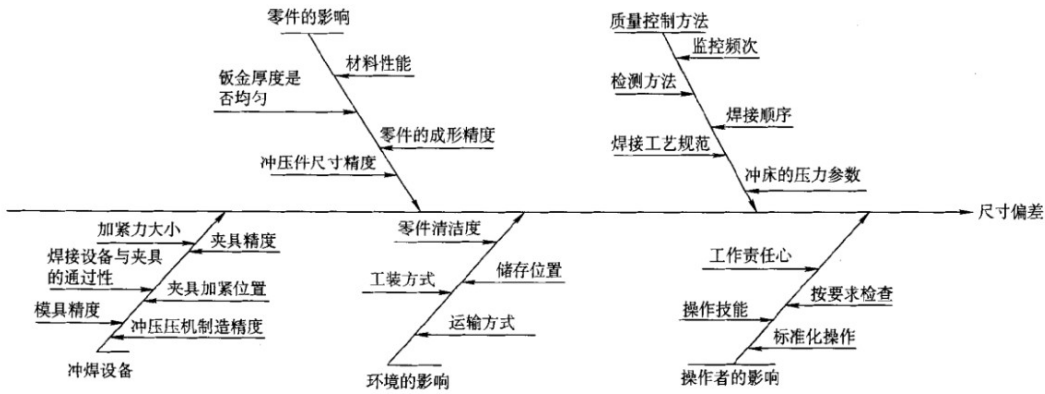 零件的影响
材料性能
钣金厚度是
否均匀
零件的成形精度
冲压件尺寸精度
质量控制方法
监控频次
检测方法
焊接顺序
焊接工艺规范
冲床的压力参数
尺寸偏差
加紧力大小
夹具精度
焊接设备与夹具
的通过性
夹具加紧位置
模具精度
冲压压机制造精度
冲焊设备
零件清洁度
储存位置
工装方式
运输方式
环境的影响
工作责任心
按要求检查
操作技能
标准化操作
操作者的影响